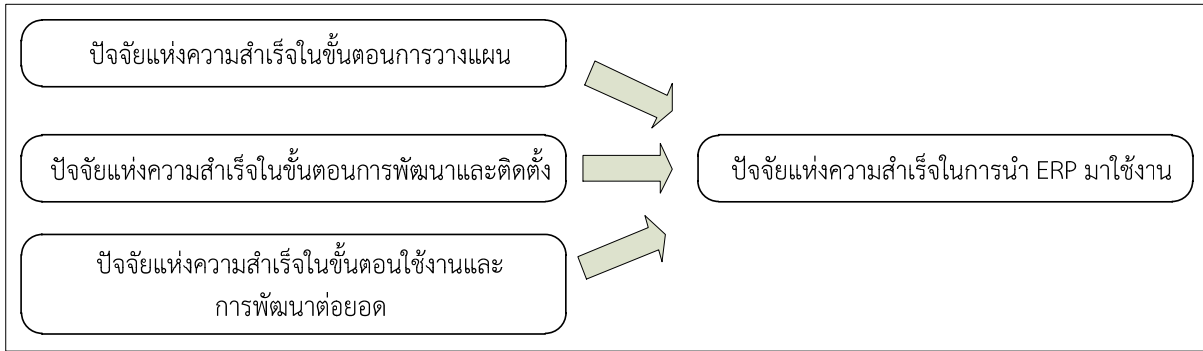 ปัจจัยแห่งความสำเร็จในขั้นตอนการวางแผน
ปัจจัยแห่งความสำเร็จในขั้นตอนการพัฒนาและติดตั้ง
ปัจจัยแห่งความสำเร็จในขั้นตอนใช้งานและ
การพัฒนาต่อยอด
ปัจจัยแห่งความสำเร็จในการนำ ERP มาใช้งาน